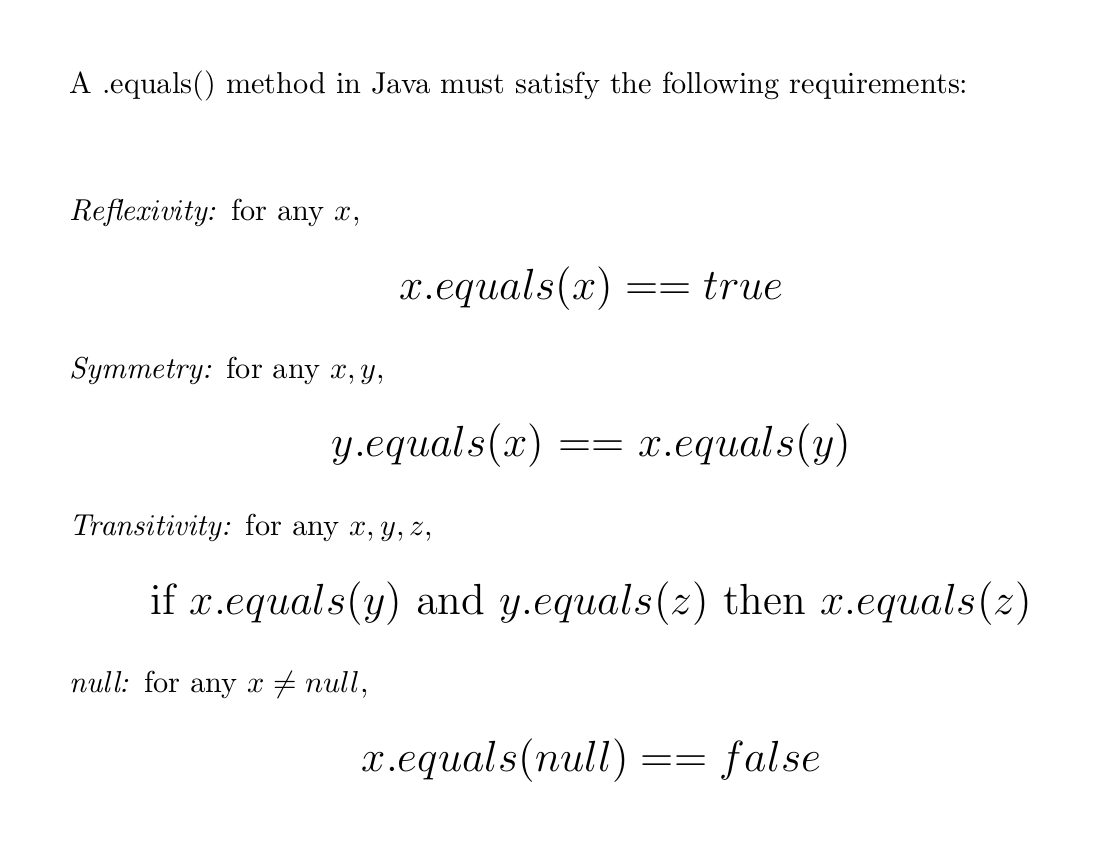 A .equals() method in Java must satisfy the following requirements:
Reflexivity: for any x,
x.equals(x) == true
Symmetry: for any x, y,
y.equals(x) == x.equals(y)
Transitivity: for any x, y, z,
if x.equals(y) and y.equals(z) then x.equals(z)
null: for any x ≠ null,
x.equals(null) == false